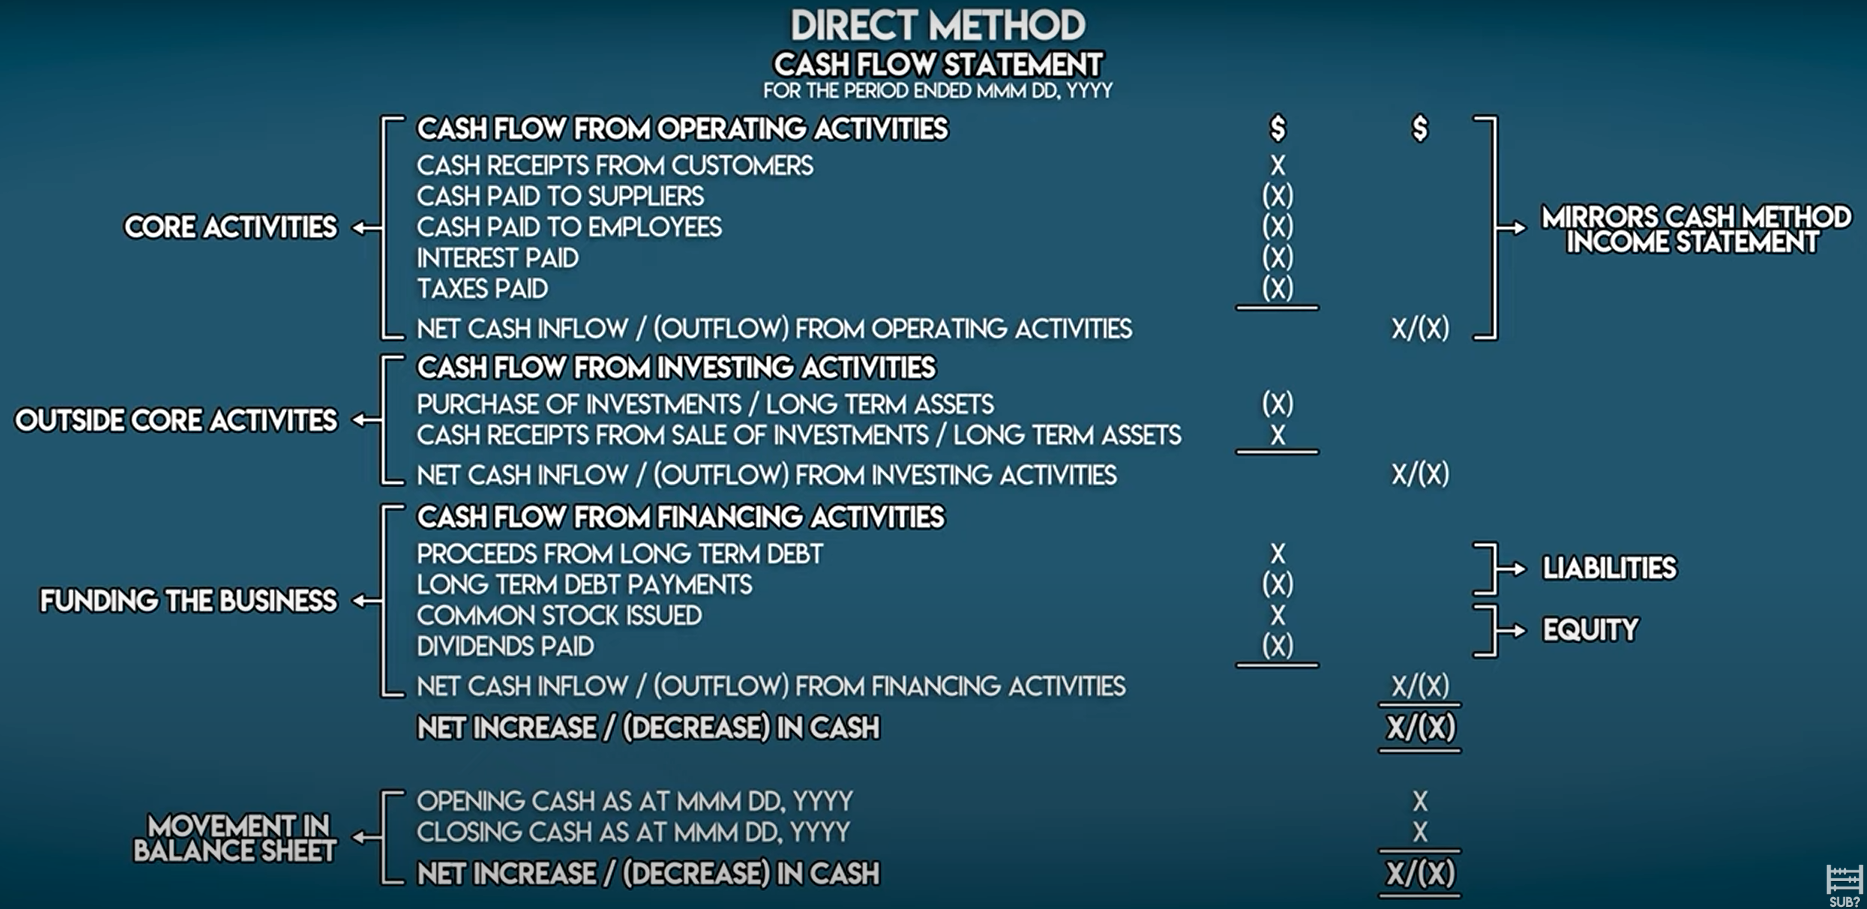 DIRECT METHOD
CASH FLOW STATEMENT
FOR THE PERIOD ENDED MMM DD, YYYY
CASH FLOW FROM OPERATING ACTIVITIES $ $
CASH RECEIPTS FROM CUSTOMERS X
CASH PAID TO SUPPLIERS (X)
CASH PAID TO EMPLOYEES (X)
INTEREST PAID (X)
TAXES PAID (X)
NET CASH INFLOW / (OUTFLOW) FROM OPERATING ACTIVITIES X/(X)
CORE ACTIVITIES
MIRRORS CASH METHOD
INCOME STATEMENT
CASH FLOW FROM INVESTING ACTIVITIES
PURCHASE OF INVESTMENTS / LONG TERM ASSETS (X)
CASH RECEIPTS FROM SALE OF INVESTMENTS / LONG TERM ASSETS X
NET CASH INFLOW / (OUTFLOW) FROM INVESTING ACTIVITIES X/(X)
OUTSIDE CORE ACTIVITES
CASH FLOW FROM FINANCING ACTIVITIES
PROCEEDS FROM LONG TERM DEBT X
LONG TERM DEBT PAYMENTS (X)
COMMON STOCK ISSUED X
DIVIDENDS PAID (X)
NET CASH INFLOW / (OUTFLOW) FROM FINANCING ACTIVITIES X/(X)
FUNDING THE BUSINESS
LIABILITIES
EQUITY
NET INCREASE / (DECREASE) IN CASH X/(X)
OPENING CASH AS AT MMM DD, YYYY X
CLOSING CASH AS AT MMM DD, YYYY X
NET INCREASE / (DECREASE) IN CASH X/(X)
MOVEMENT IN
BALANCE SHEET
SUB?